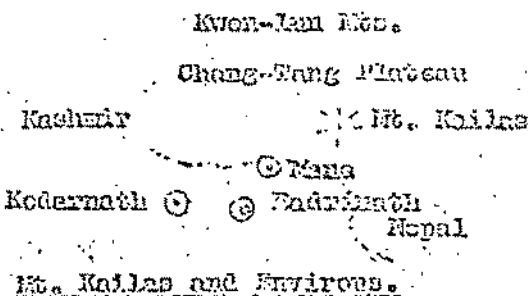 Kwen-Lun Mts.
Chang-Tang Plateau
Kashmir
Mt. Kailas
Mana
Kedarnath
Badrinath
Nepal
Mt. Kailas and Environs.